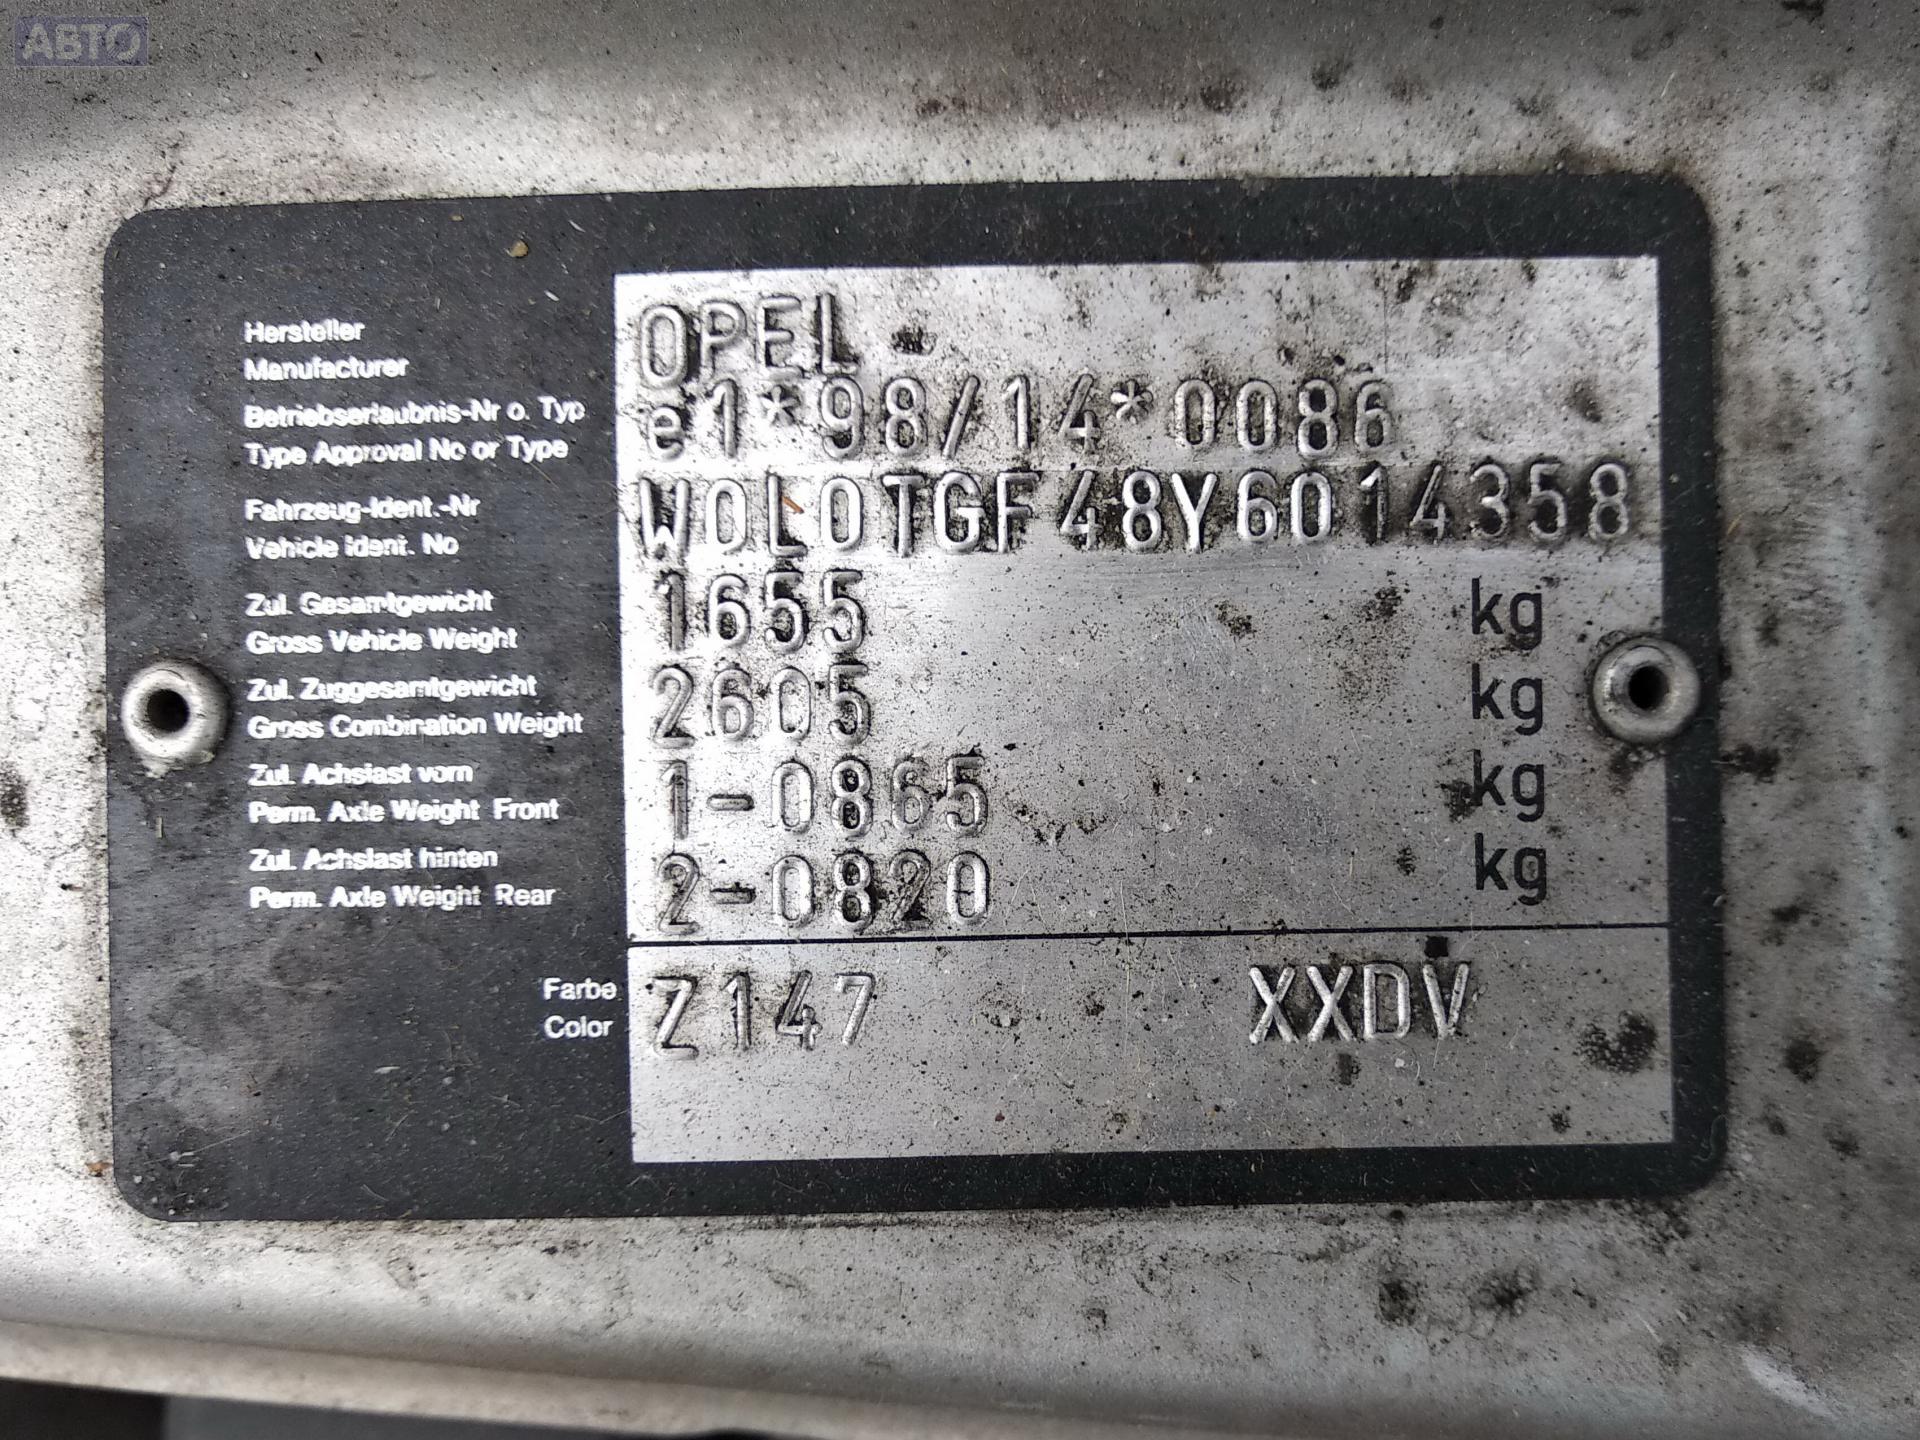 АВТО
Hersteller
Manufacturer
OPEL
Betriebserlaubnis-Nr o. Typ
Type Approval No or Type
e1*98/14*0086
Fahrzeug-Ident.-Nr
Vehicle Ident. No
W0L0TGF48Y6014358
Zul. Gesamtgewicht
Gross Vehicle Weight
1655 kg
Zul. Zuggesamtgewicht
Gross Combination Weight
2605 kg
Zul. Achslast vorn
Perm. Axle Weight Front
1-0865 kg
Zul. Achslast hinten
Perm. Axle Weight Rear
2-0820 kg
Farbe
Color
Z147 XXDV